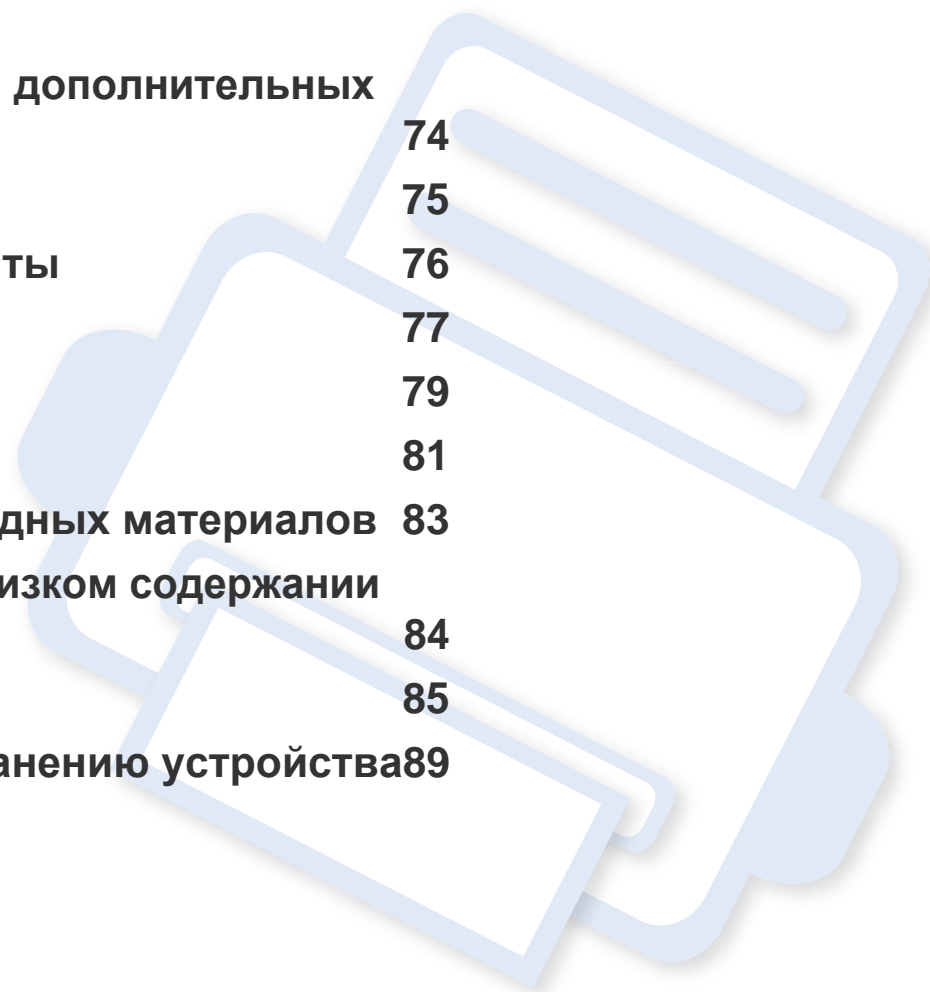 дополнительных
74
75
ты 76
77
79
81
дных материалов 83
изком содержании
84
85
анению устройства89